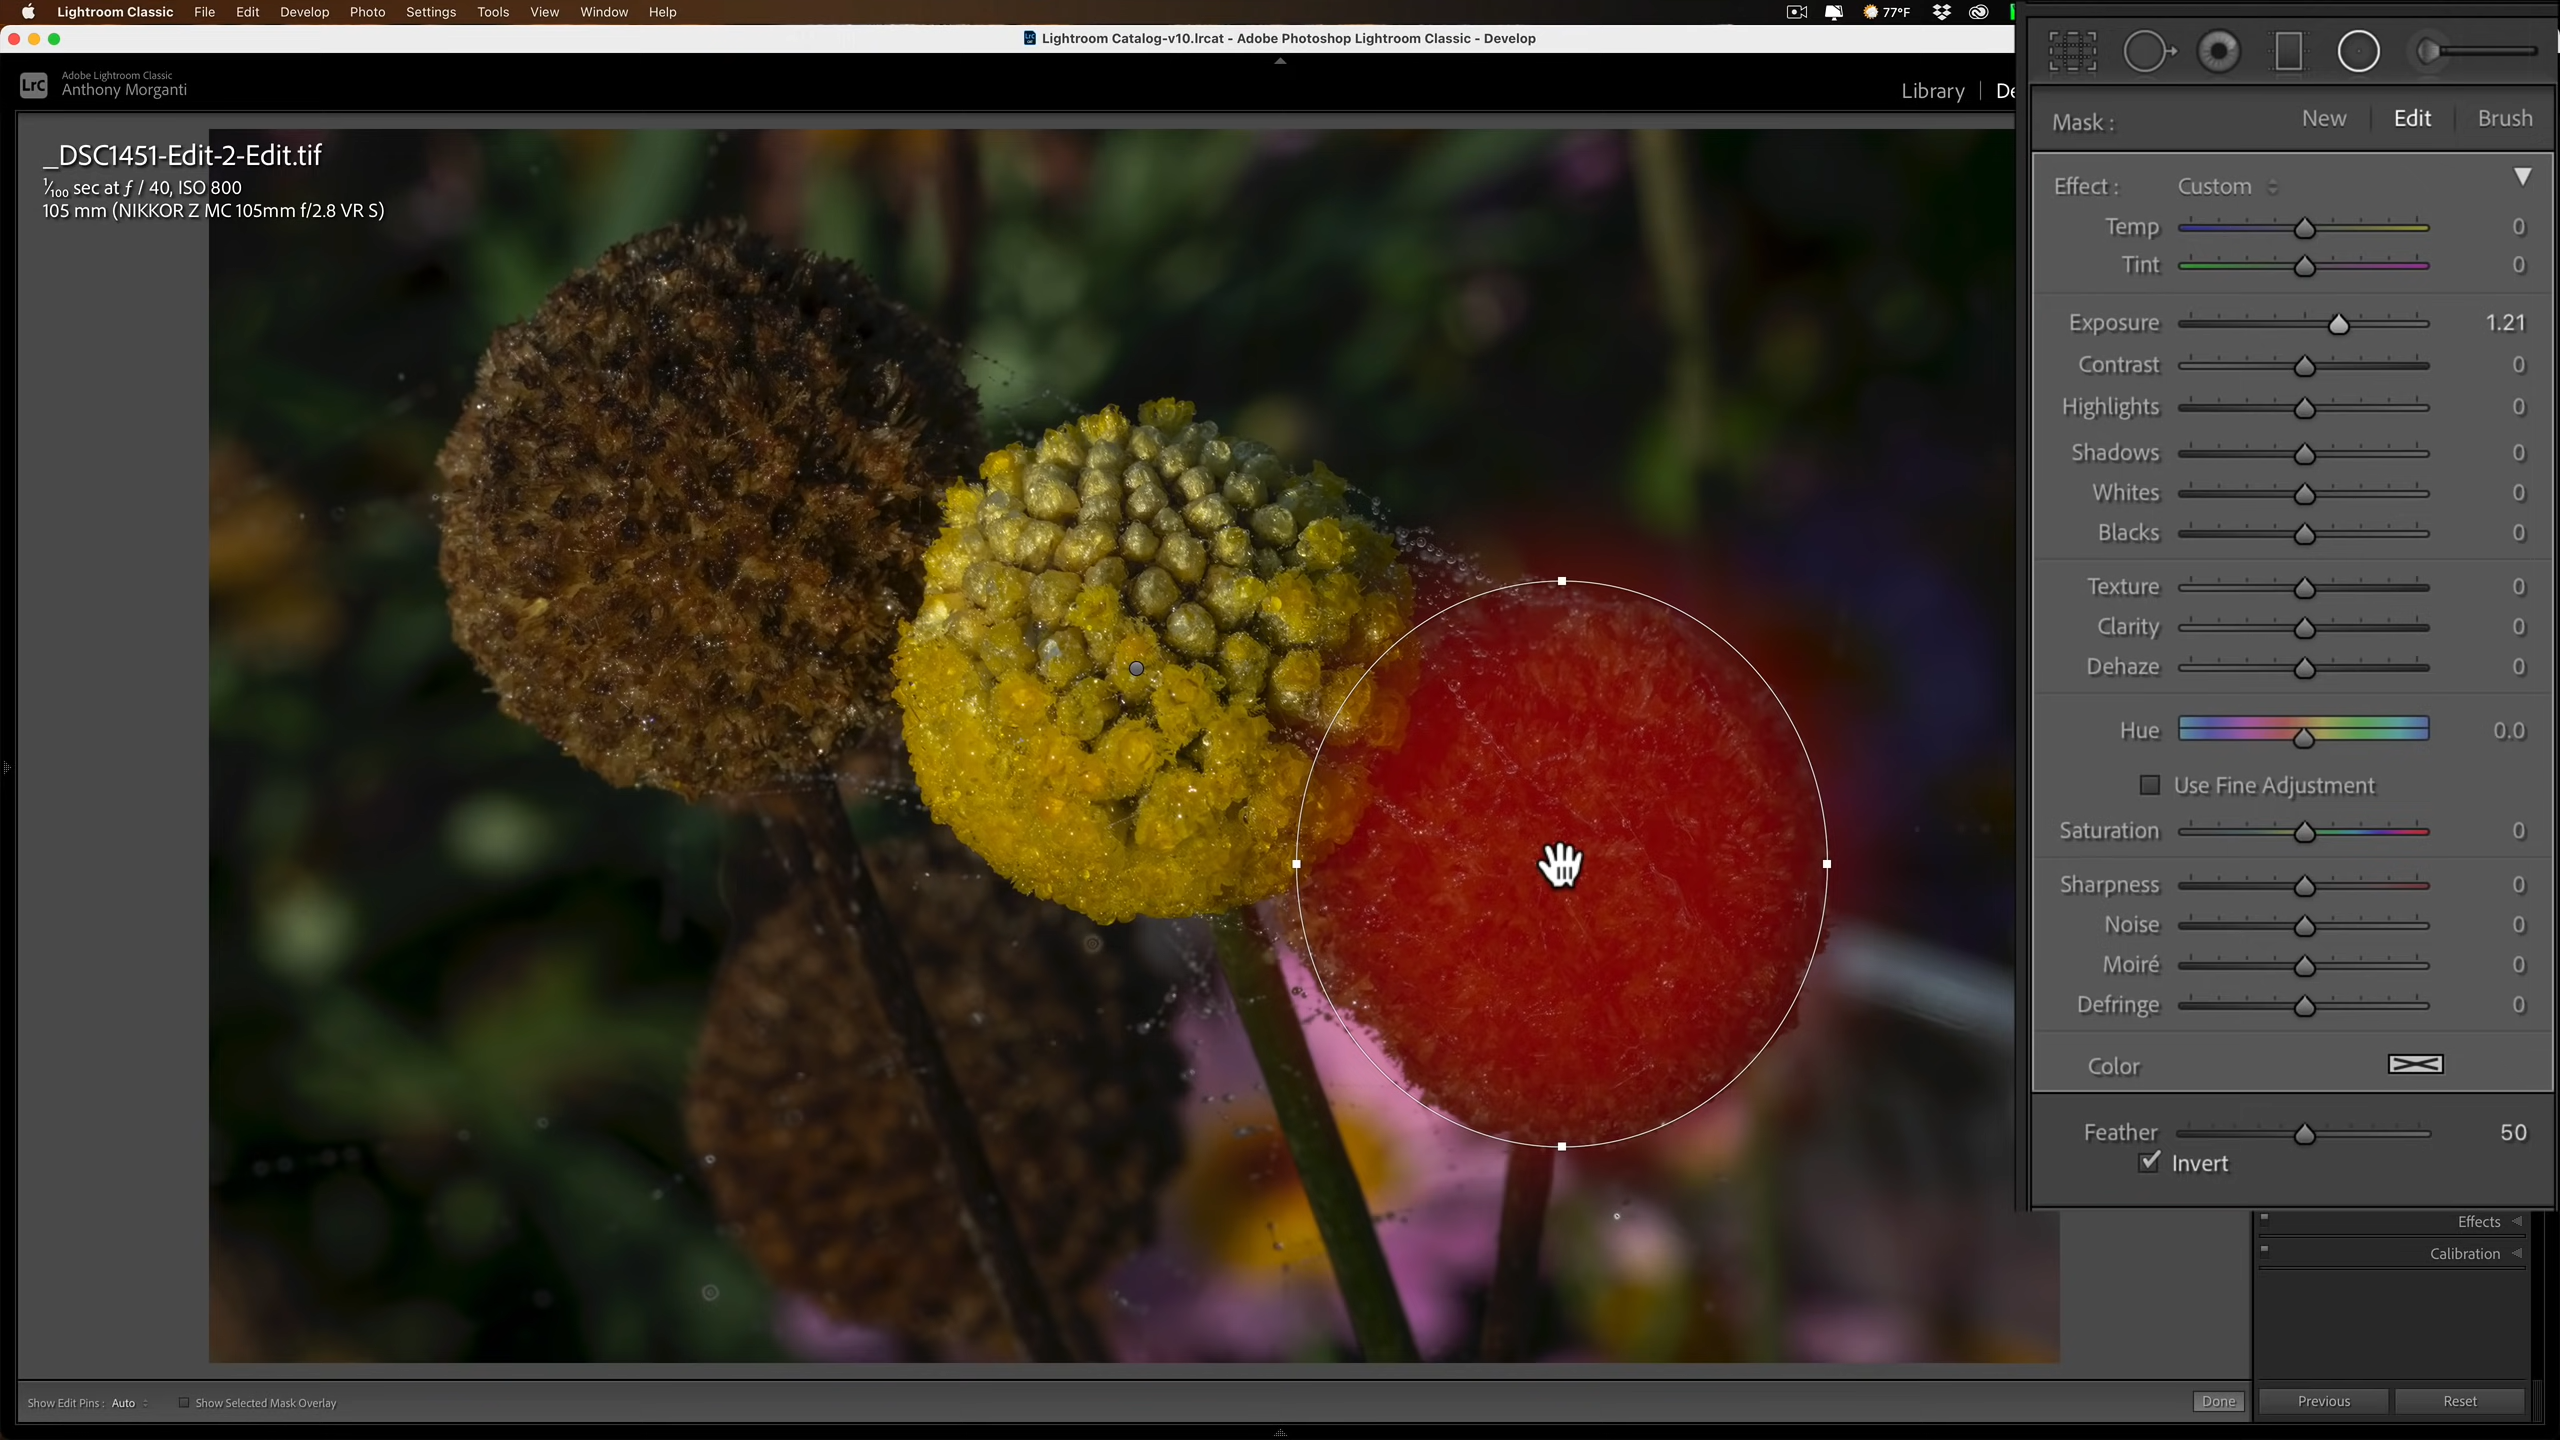 Lightroom Classic File Edit Develop Photo Settings Tools View Window Help 77°F
Lightroom Catalog-v10.lrcat - Adobe Photoshop Lightroom Classic - Develop
LrC Adobe Lightroom Classic
Anthony Morganti
Library | De
_DSC1451-Edit-2-Edit.tif
1/100 sec at ƒ / 40, ISO 800
105 mm (NIKKOR Z MC 105mm f/2.8 VR S)
Mask : New Edit Brush
Effect : Custom
Temp 0
Tint 0
Exposure 1.21
Contrast 0
Highlights 0
Shadows 0
Whites 0
Blacks 0
Texture 0
Clarity 0
Dehaze 0
Hue 0.0
Use Fine Adjustment
Saturation 0
Sharpness 0
Noise 0
Moiré 0
Defringe 0
Color
Feather 50
Invert
Effects
Calibration
Show Edit Pins : Auto Show Selected Mask Overlay Done Previous Reset